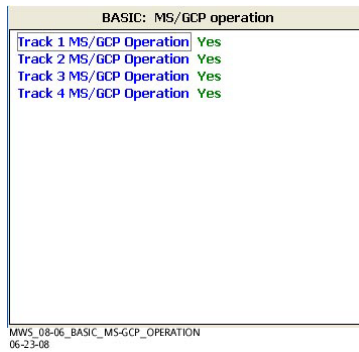 BASIC: MS/GCP operation
Track 1 MS/GCP Operation Yes
Track 2 MS/GCP Operation Yes
Track 3 MS/GCP Operation Yes
Track 4 MS/GCP Operation Yes
MWS_08-06_BASIC_MS-GCP_OPERATION
06-23-08